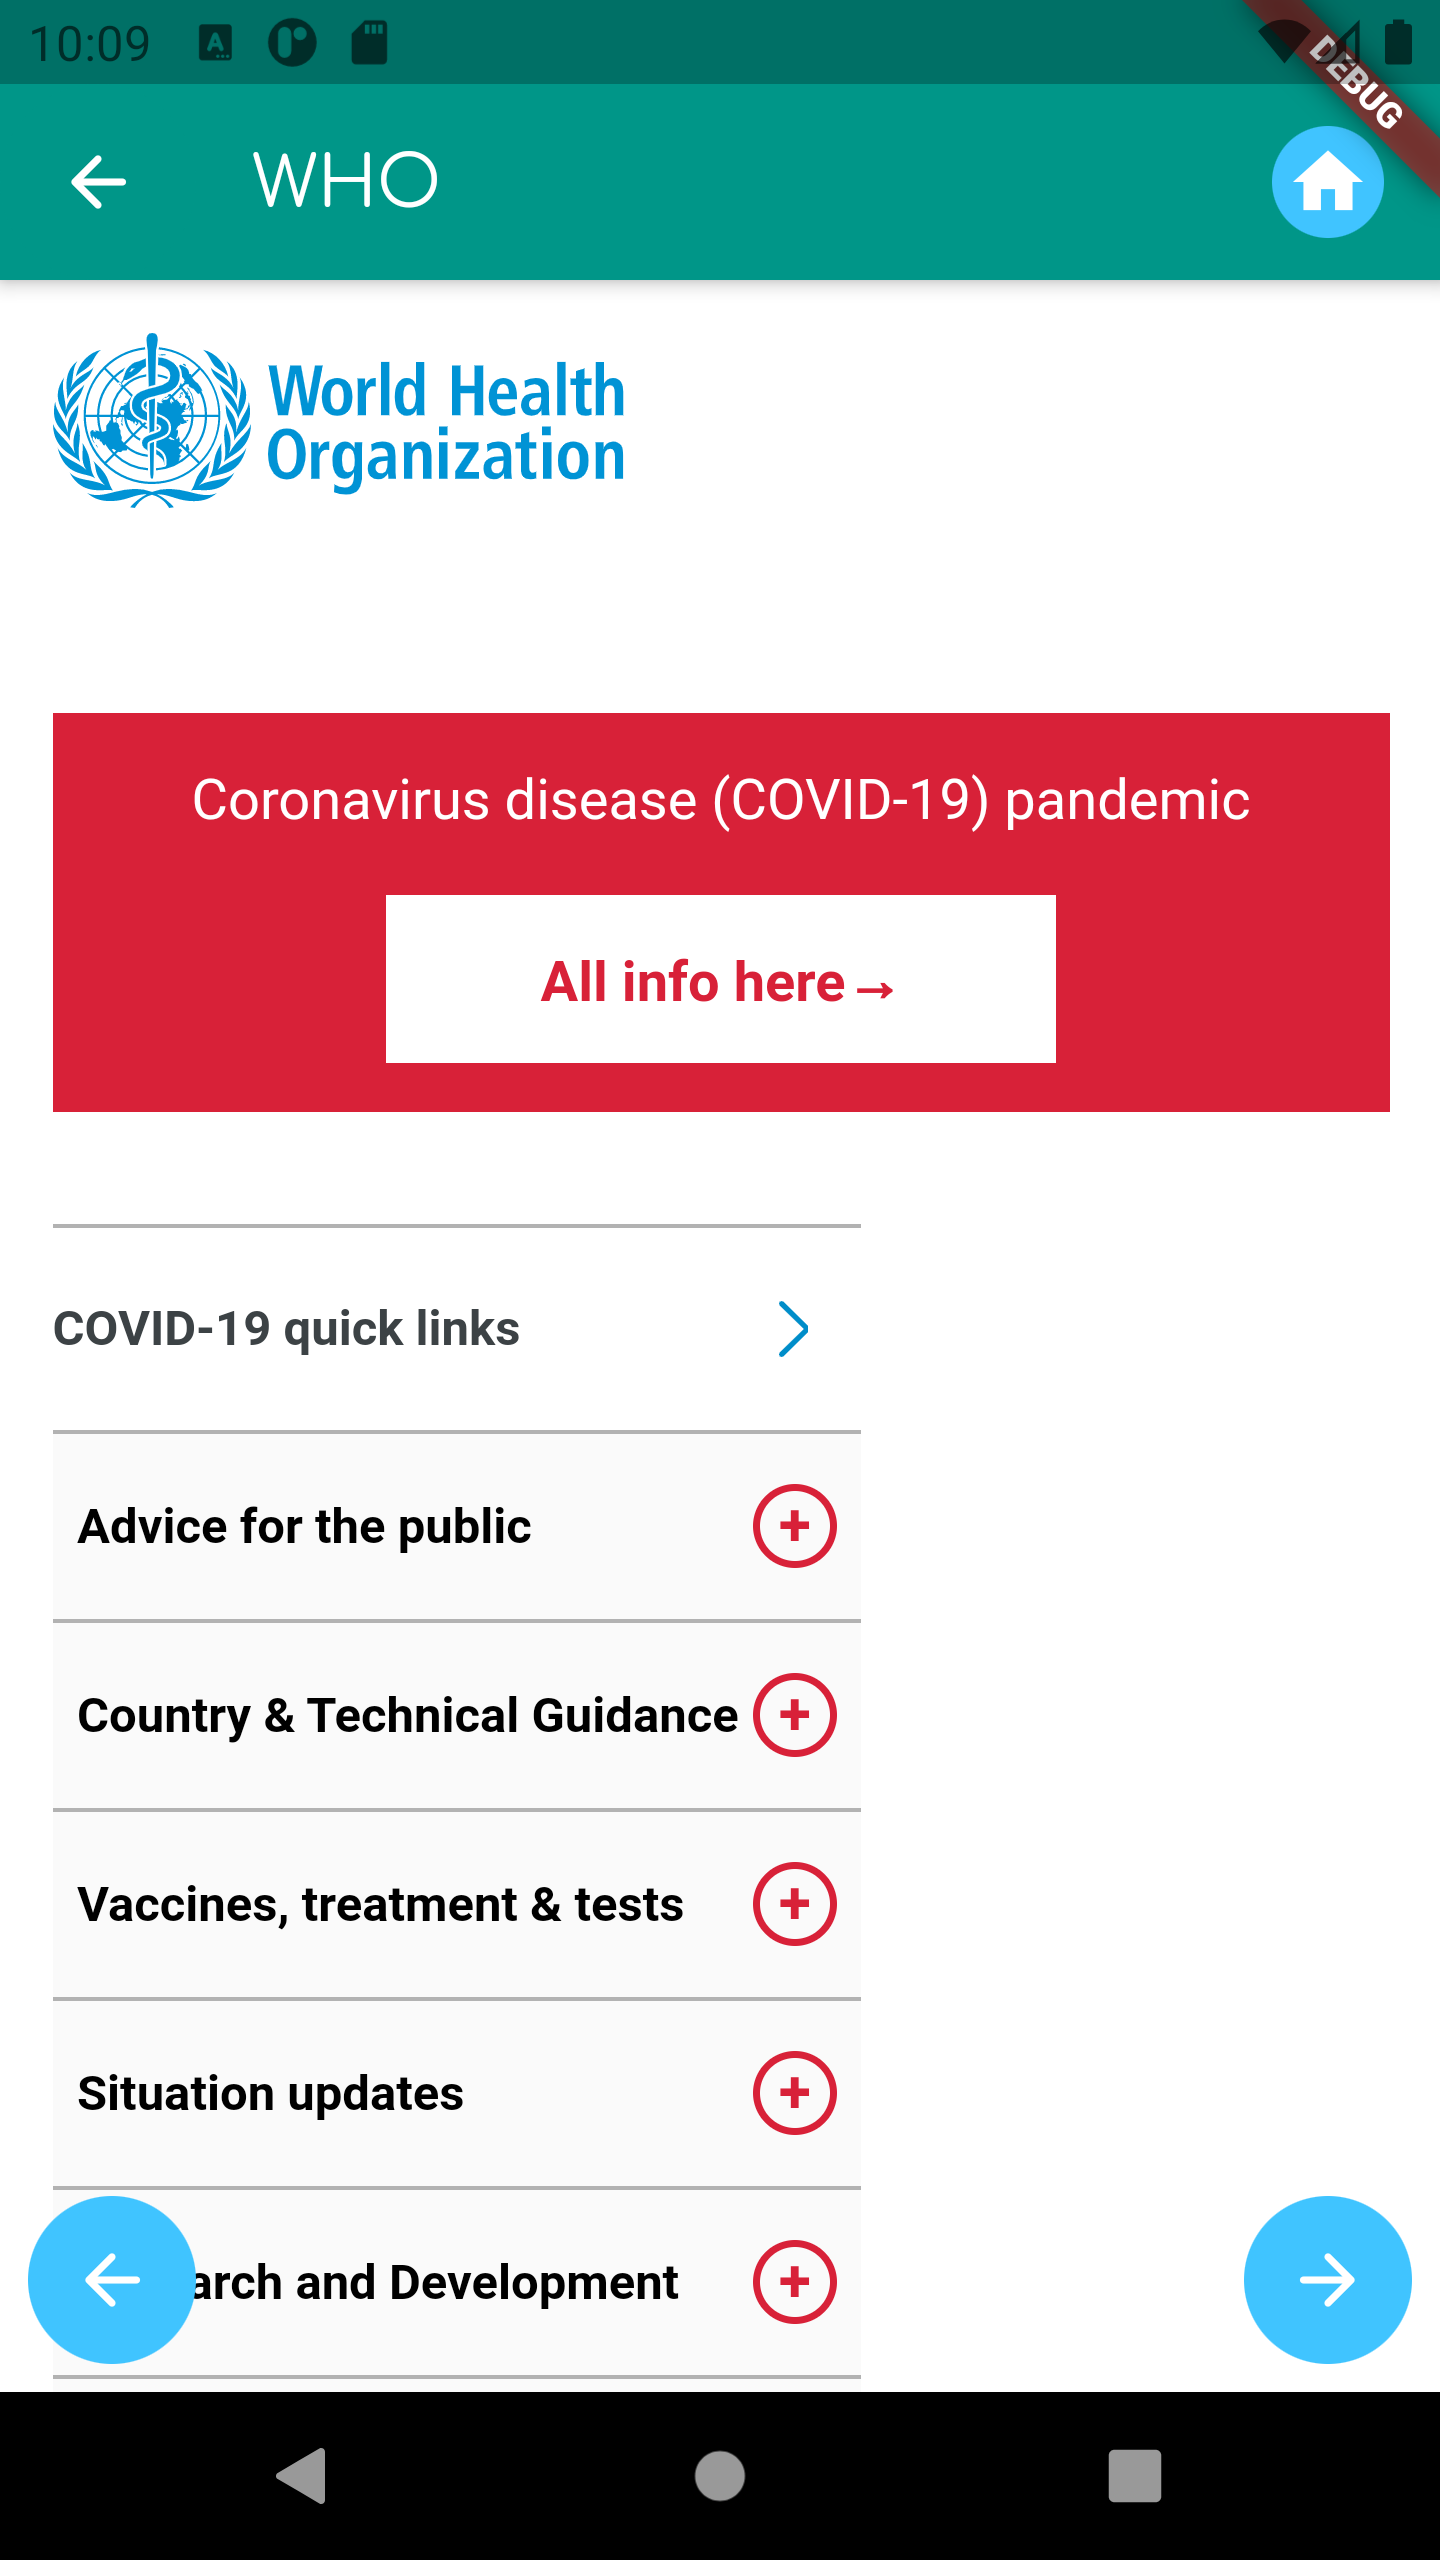 10:09
DEBUG
WHO
World Health
Organization
Coronavirus disease (COVID-19) pandemic
All info here→
COVID-19 quick links
Advice for the public
Country & Technical Guidance
Vaccines, treatment & tests
Situation updates
arch and Development